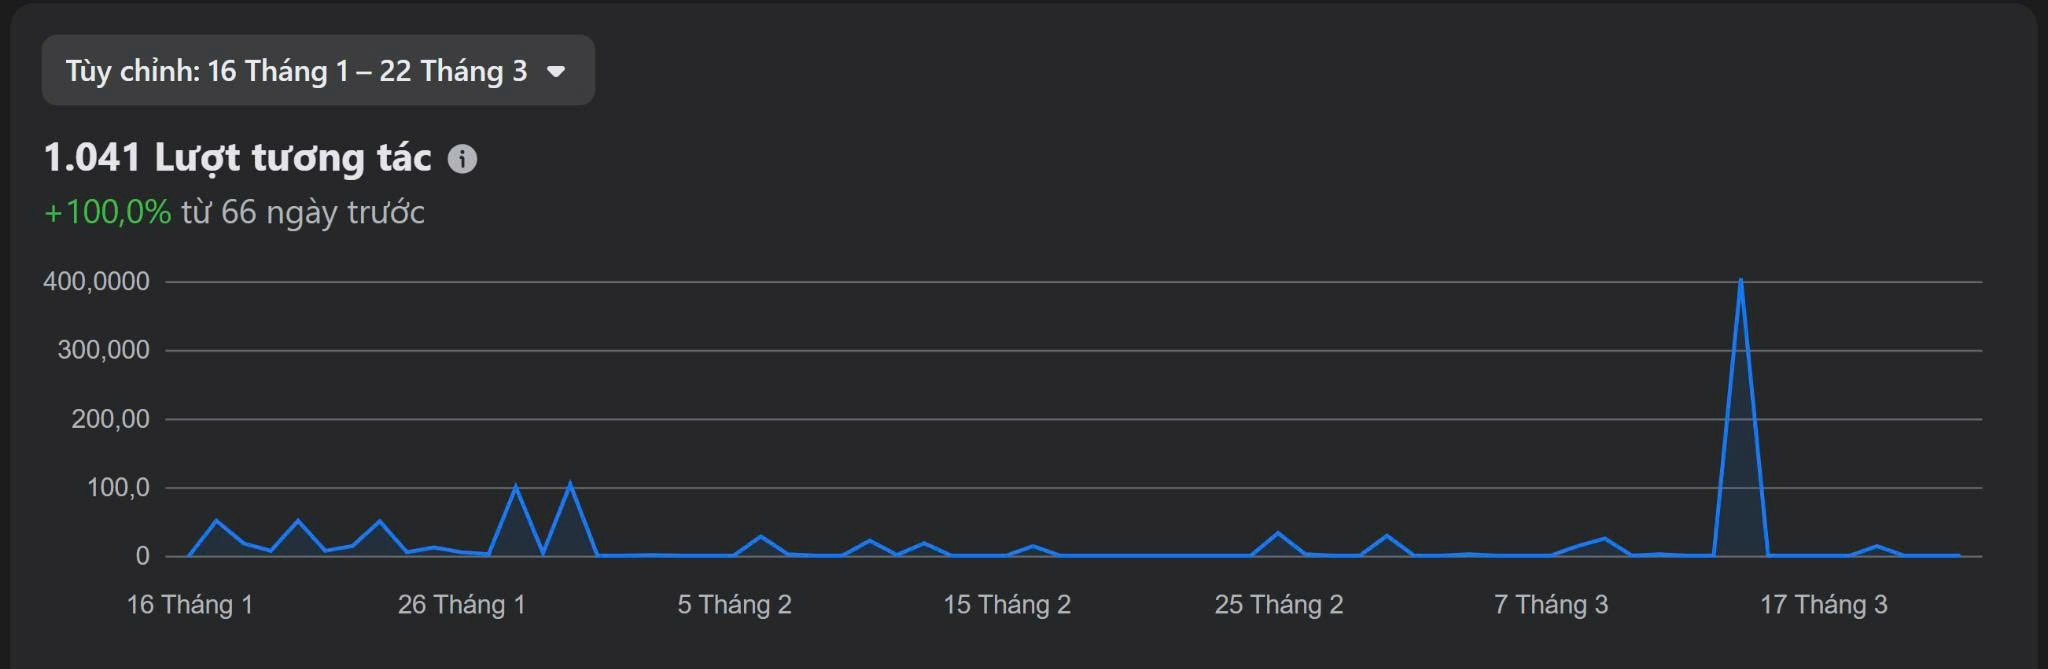 Tùy chỉnh: 16 Tháng 1 – 22 Tháng 3
1.041 Lượt tương tác
+100,0% từ 66 ngày trước
400,0000
300,000
200,00
100,0
0
16 Tháng 1 26 Tháng 1 5 Tháng 2 15 Tháng 2 25 Tháng 2 7 Tháng 3 17 Tháng 3